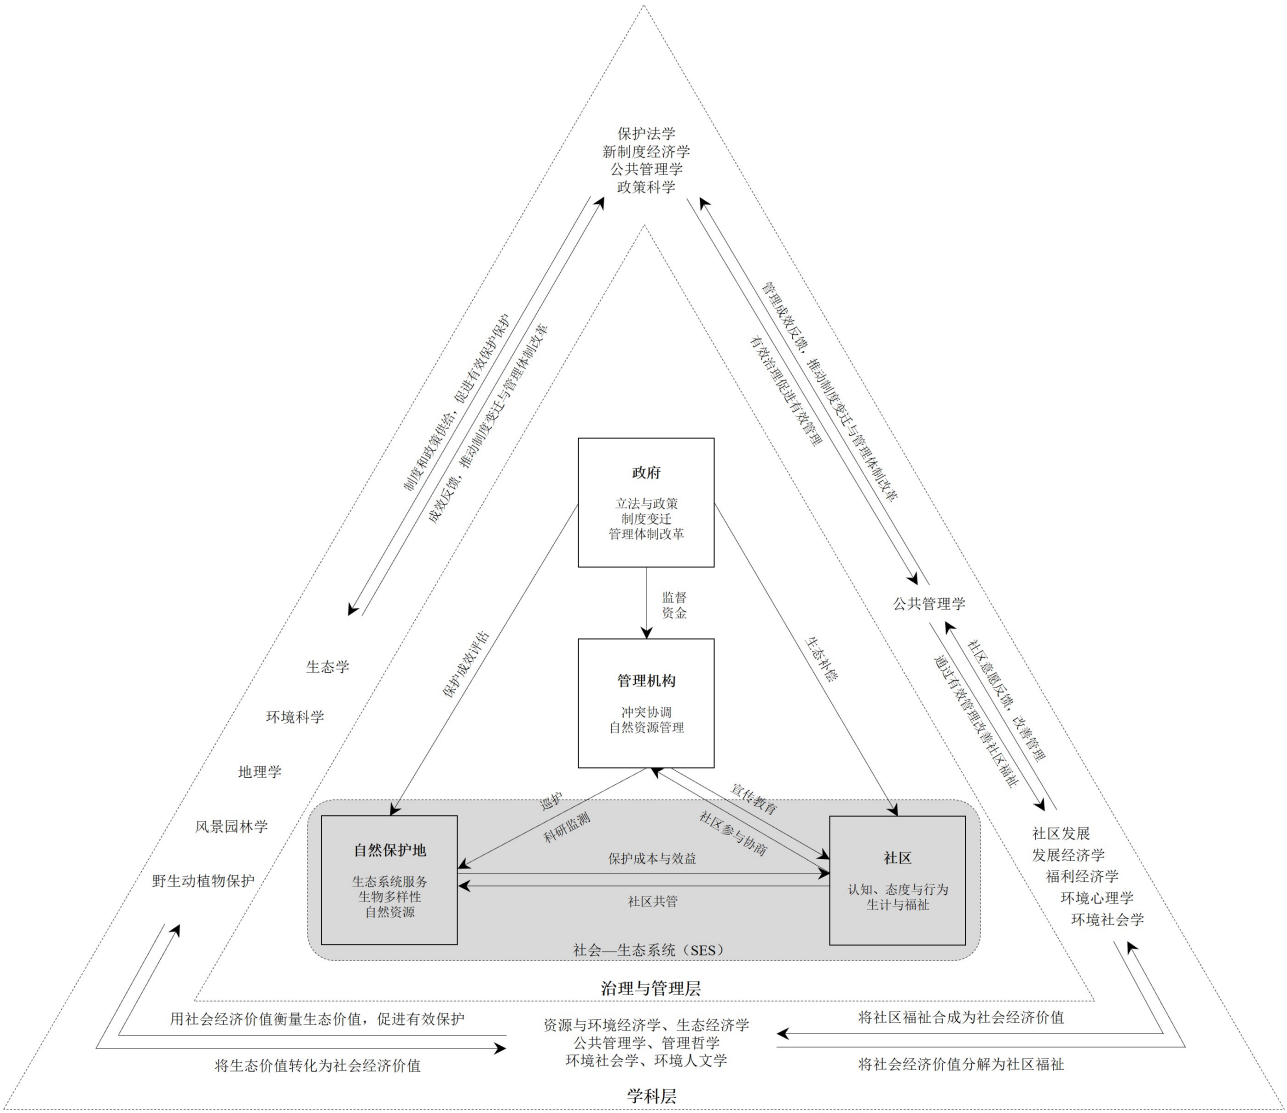 保护法学
新制度经济学
公共管理学
政策科学
制度和政策供给，促进有效保护保护
成效反馈，推动制度变迁与管理体制改革
管理成效反馈，推动制度变迁与管理体制改革
有效治理促进有效管理
政府
立法与政策
制度变迁
管理体制改革
监督
资金
公共管理学
保护成效评估
生态补偿
社区意愿反馈，改善管理
通过有效管理改善社区福祉
生态学
环境科学
地理学
风景园林学
野生动植物保护
管理机构
冲突协调
自然资源管理
巡护
科研监测
宣传教育
社区参与协商
自然保护地
生态系统服务
生物多样性
自然资源
保护成本与效益
社区共管
社区
认知、态度与行为
生计与福祉
社区发展
发展经济学
福利经济学
环境心理学
环境社会学
社会—生态系统（SES）
治理与管理层
用社会经济价值衡量生态价值，促进有效保护
将生态价值转化为社会经济价值
资源与环境经济学、生态经济学
公共管理学、管理哲学
环境社会学、环境人文学
将社区福祉合成为社会经济价值
将社会经济价值分解为社区福祉
学科层